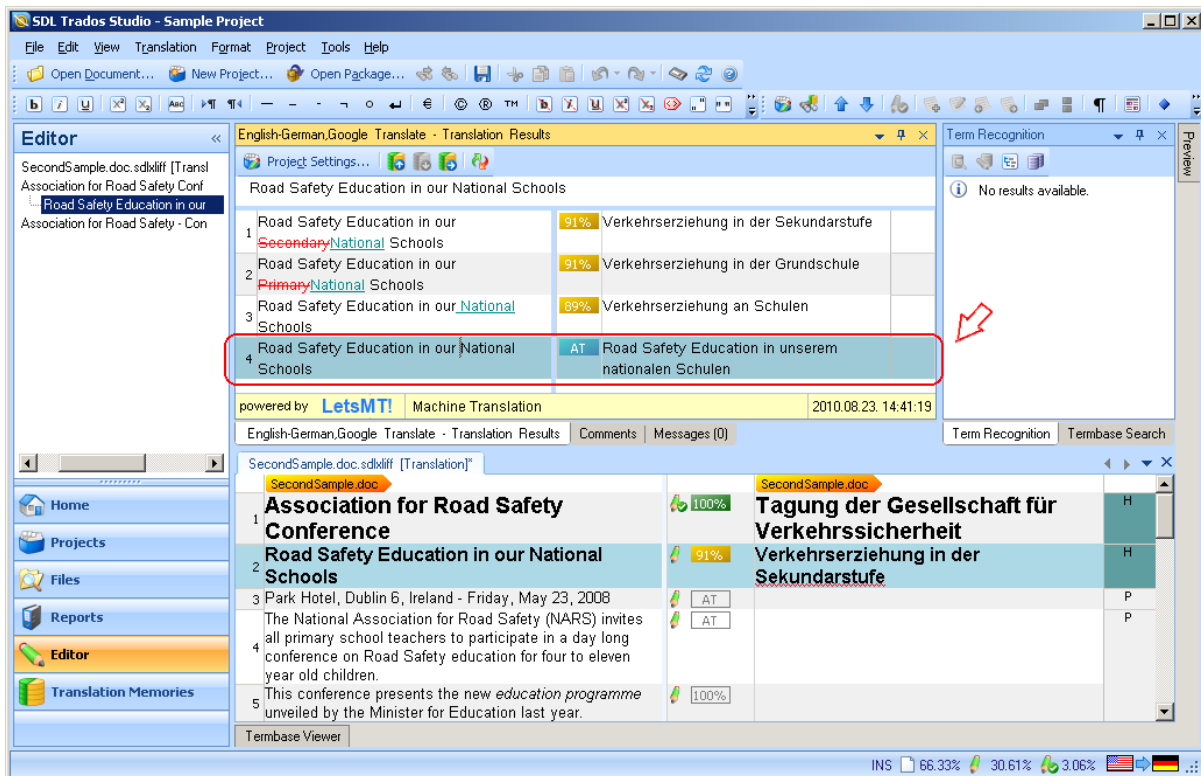 SDL Trados Studio - Sample Project
File Edit View Translation Format Project Tools Help
Open Document... New Project... Open Package...
Editor
SecondSample.doc.sdlxliff [Transl
Association for Road Safety Conf
Road Safety Education in our
Association for Road Safety - Con
Home
Projects
Files
Reports
Editor
Translation Memories
English-German,Google Translate - Translation Results
Project Settings...
Road Safety Education in our National Schools
1 Road Safety Education in our 91% Verkehrserziehung in der Sekundarstufe
SecondaryNational Schools
2 Road Safety Education in our 91% Verkehrserziehung in der Grundschule
PrimaryNational Schools
3 Road Safety Education in our National 89% Verkehrserziehung an Schulen
Schools
4 Road Safety Education in our National AT Road Safety Education in unserem
Schools nationalen Schulen
powered by LetsMT! Machine Translation 2010.08.23. 14:41:19
English-German,Google Translate - Translation Results Comments Messages (0)
Term Recognition
No results available.
Term Recognition Termbase Search
Preview
SecondSample.doc.sdlxliff [Translation]*
SecondSample.doc SecondSample.doc
1 Association for Road Safety 100% Tagung der Gesellschaft für H
Conference Verkehrssicherheit
2 Road Safety Education in our National 91% Verkehrserziehung in der H
Schools Sekundarstufe
3 Park Hotel, Dublin 6, Ireland - Friday, May 23, 2008 AT P
4 The National Association for Road Safety (NARS) invites AT P
all primary school teachers to participate in a day long
conference on Road Safety education for four to eleven
year old children.
5 This conference presents the new education programme 100%
unveiled by the Minister for Education last year.
Termbase Viewer
INS 66.33% 30.61% 3.06%